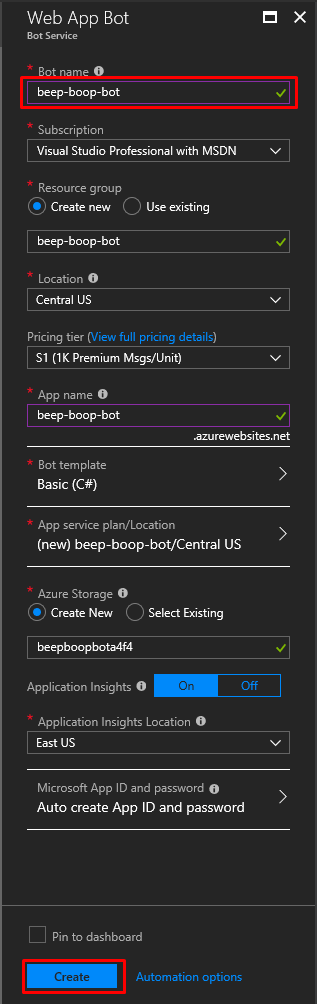 Web App Bot
Bot Service
* Bot name
beep-boop-bot
* Subscription
Visual Studio Professional with MSDN
* Resource group
Create new Use existing
beep-boop-bot
* Location
Central US
Pricing tier (View full pricing details)
S1 (1K Premium Msgs/Unit)
* App name
beep-boop-bot
.azurewebsites.net
* Bot template
Basic (C#)
* App service plan/Location
(new) beep-boop-bot/Central US
* Azure Storage
Create New Select Existing
beepboopbota4f4
Application Insights On Off
* Application Insights Location
East US
Microsoft App ID and password
Auto create App ID and password
Pin to dashboard
Create Automation options